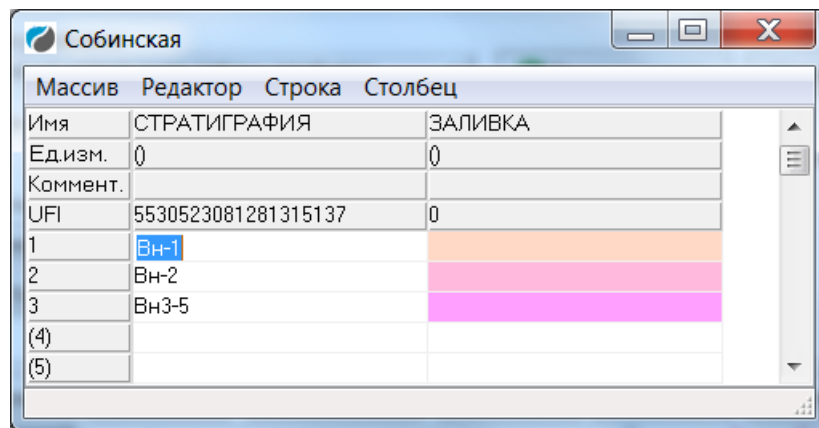 Собинская
Массив Редактор Строка Столбец
Имя СТРАТИГРАФИЯ ЗАЛИВКА
Ед.изм. () ()
Коммент.
UFI 5530523081281315137 0
1 Вн-1
2 Вн-2
3 Вн3-5
(4)
(5)